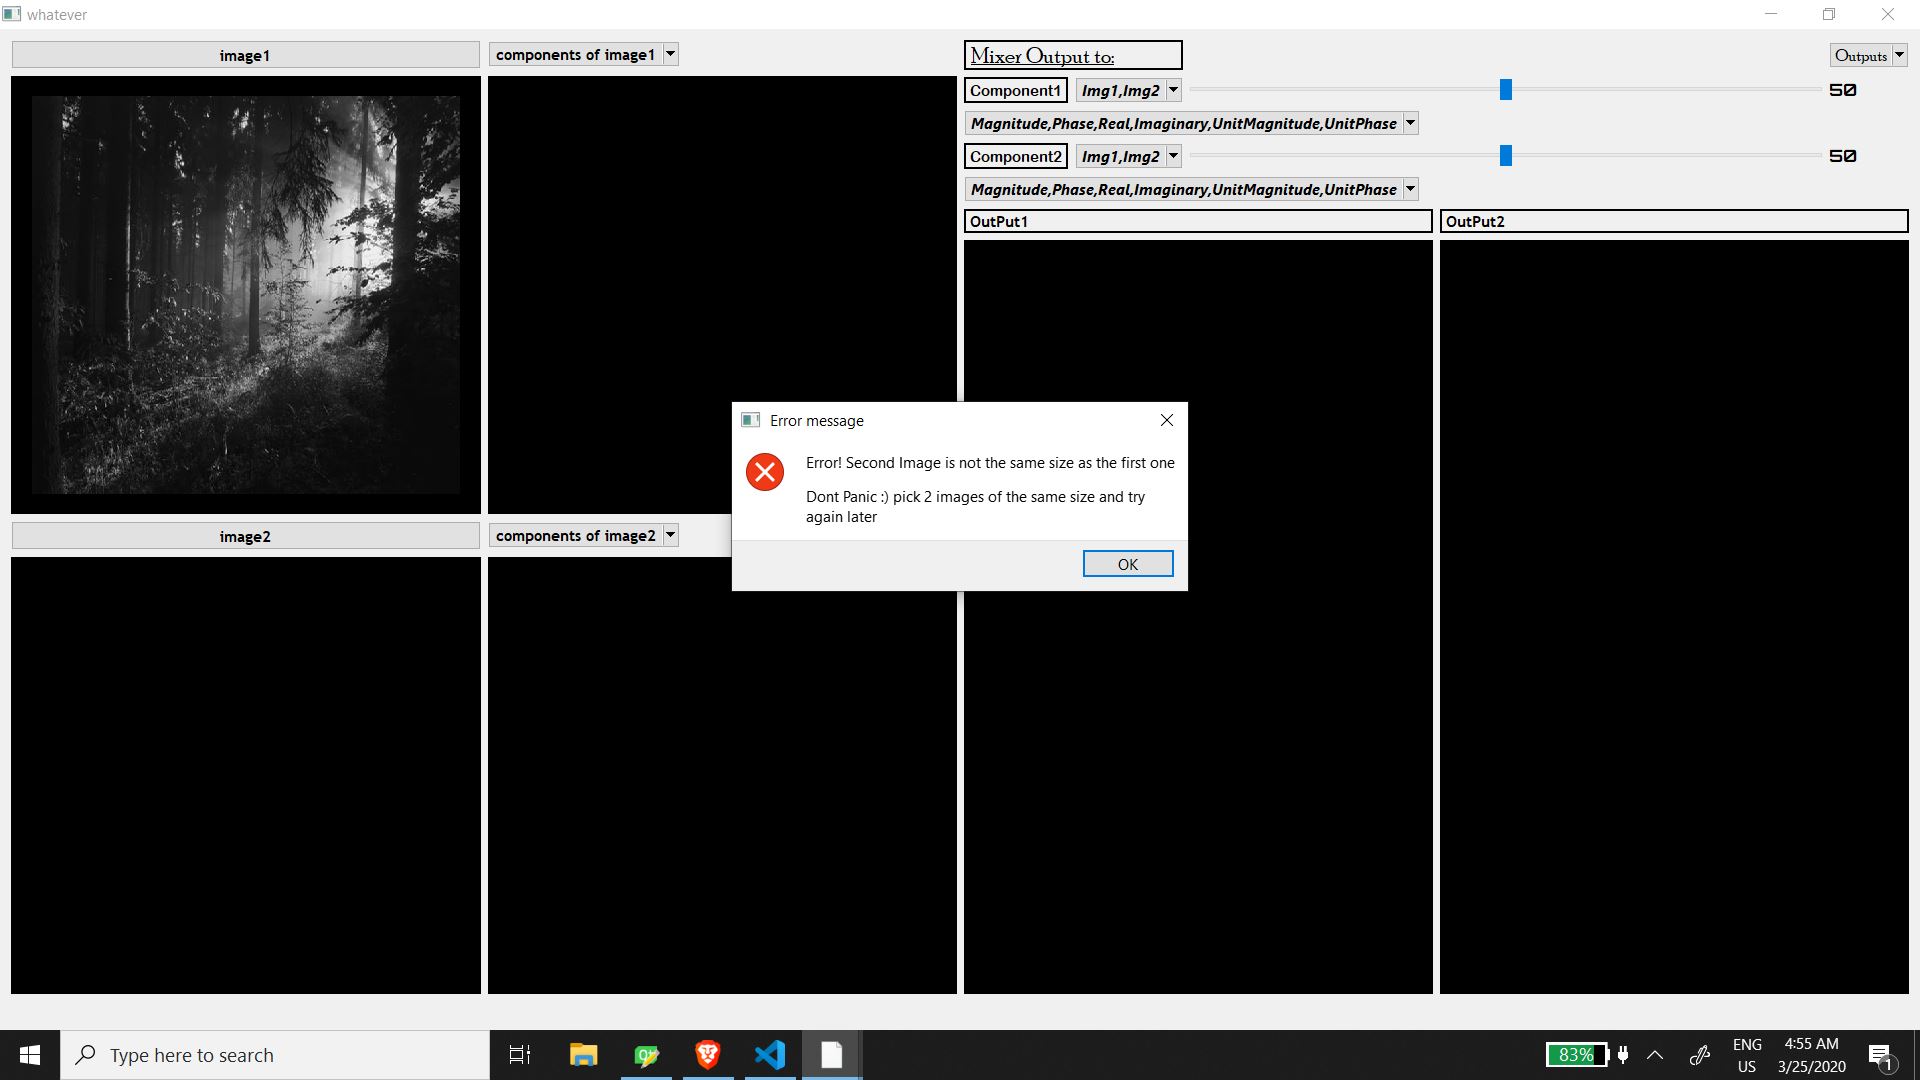 whatever
image1
components of image1
Mixer Output to:
Outputs
Component1
Img1,Img2
50
Magnitude,Phase,Real,Imaginary,UnitMagnitude,UnitPhase
Component2
Img1,Img2
50
Magnitude,Phase,Real,Imaginary,UnitMagnitude,UnitPhase
OutPut1
OutPut2
Error message
Error! Second Image is not the same size as the first one
Dont Panic :) pick 2 images of the same size and try
again later
OK
image2
components of image2
Type here to search
Qt
83%
ENG
US
4:55 AM
3/25/2020
1